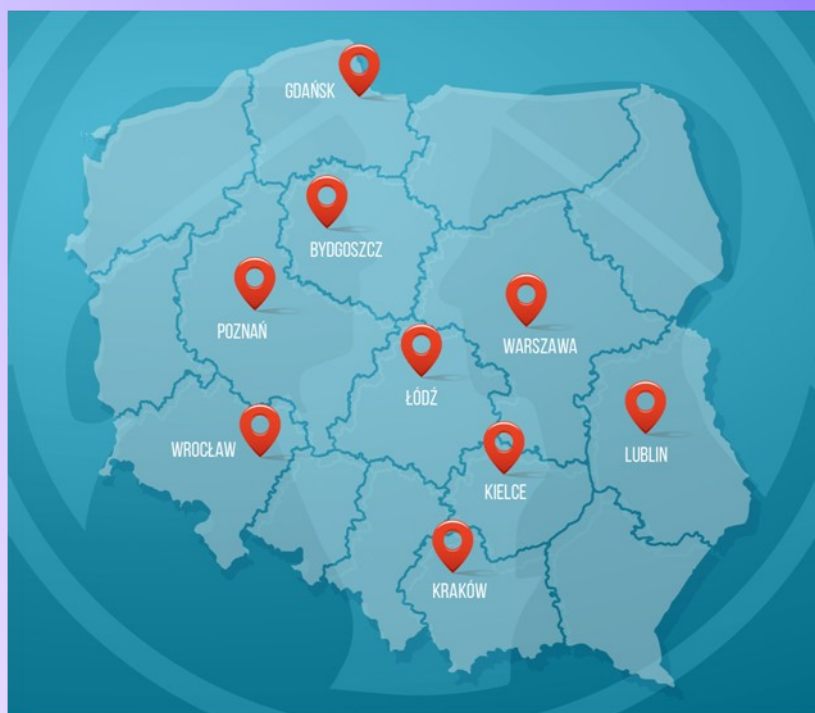 GDAŃSK
BYDGOSZCZ
POZNAŃ
WARSZAWA
ŁÓDŹ
WROCŁAW
LUBLIN
KIELCE
KRAKÓW